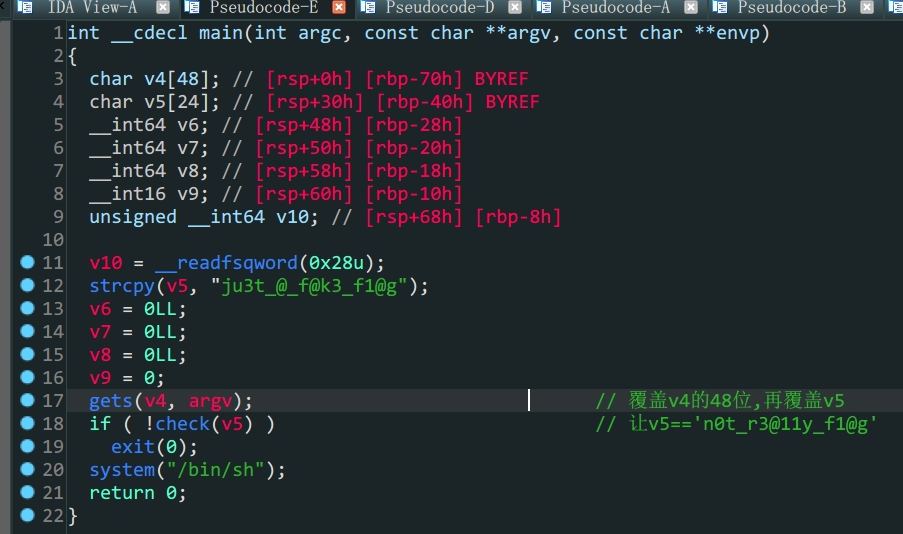 IDA View-A Pseudocode-E Pseudocode-D Pseudocode-A Pseudocode-B
1 int __cdecl main(int argc, const char **argv, const char **envp)
2 {
3 char v4[48]; // [rsp+0h] [rbp-70h] BYREF
4 char v5[24]; // [rsp+30h] [rbp-40h] BYREF
5 __int64 v6; // [rsp+48h] [rbp-28h]
6 __int64 v7; // [rsp+50h] [rbp-20h]
7 __int64 v8; // [rsp+58h] [rbp-18h]
8 __int16 v9; // [rsp+60h] [rbp-10h]
9 unsigned __int64 v10; // [rsp+68h] [rbp-8h]
10
11 v10 = __readfsqword(0x28u);
12 strcpy(v5, "ju3t_@_f@k3_f1@g");
13 v6 = 0LL;
14 v7 = 0LL;
15 v8 = 0LL;
16 v9 = 0;
17 gets(v4, argv); // 覆盖v4的48位,再覆盖v5
18 if ( !check(v5) ) // 让v5=='n0t_r3@11y_f1@g'
19 exit(0);
20 system("/bin/sh");
21 return 0;
22 }